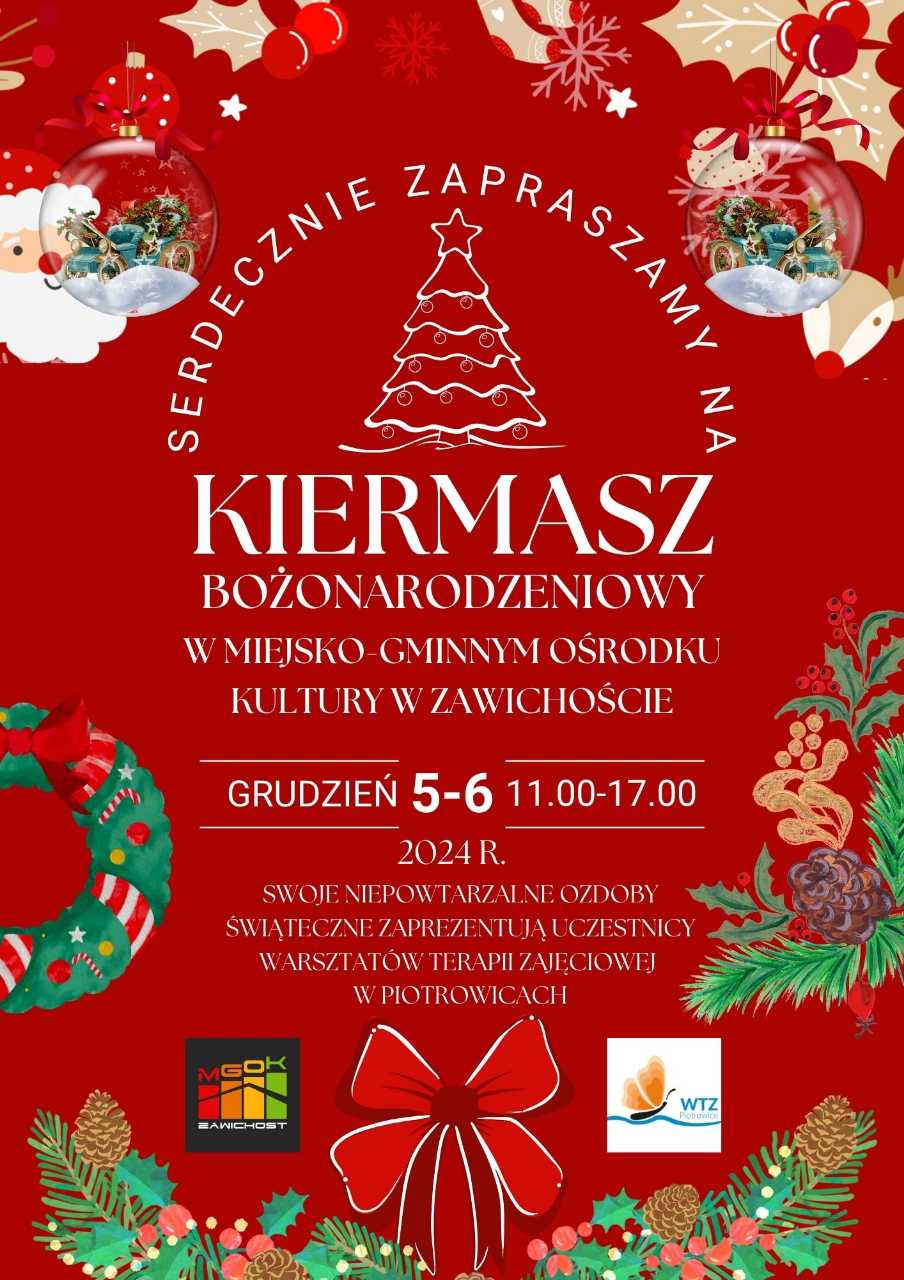 SERDECZNIE ZAPRASZAMY NA
KIERMASZ
BOŻONARODZENIOWY
W MIEJSKO-GMINNYM OŚRODKU
KULTURY W ZAWICHOŚCIE
GRUDZIEŃ 5-6 11.00-17.00
2024 R.
SWOJE NIEPOWTARZALNE OZDOBY
ŚWIĄTECZNE ZAPREZENTUJĄ UCZESTNICY
WARSZTATÓW TERAPII ZAJĘCIOWEJ
W PIOTROWICACH
MGOK
ZAWICHOST
WTZ
Piotrowice